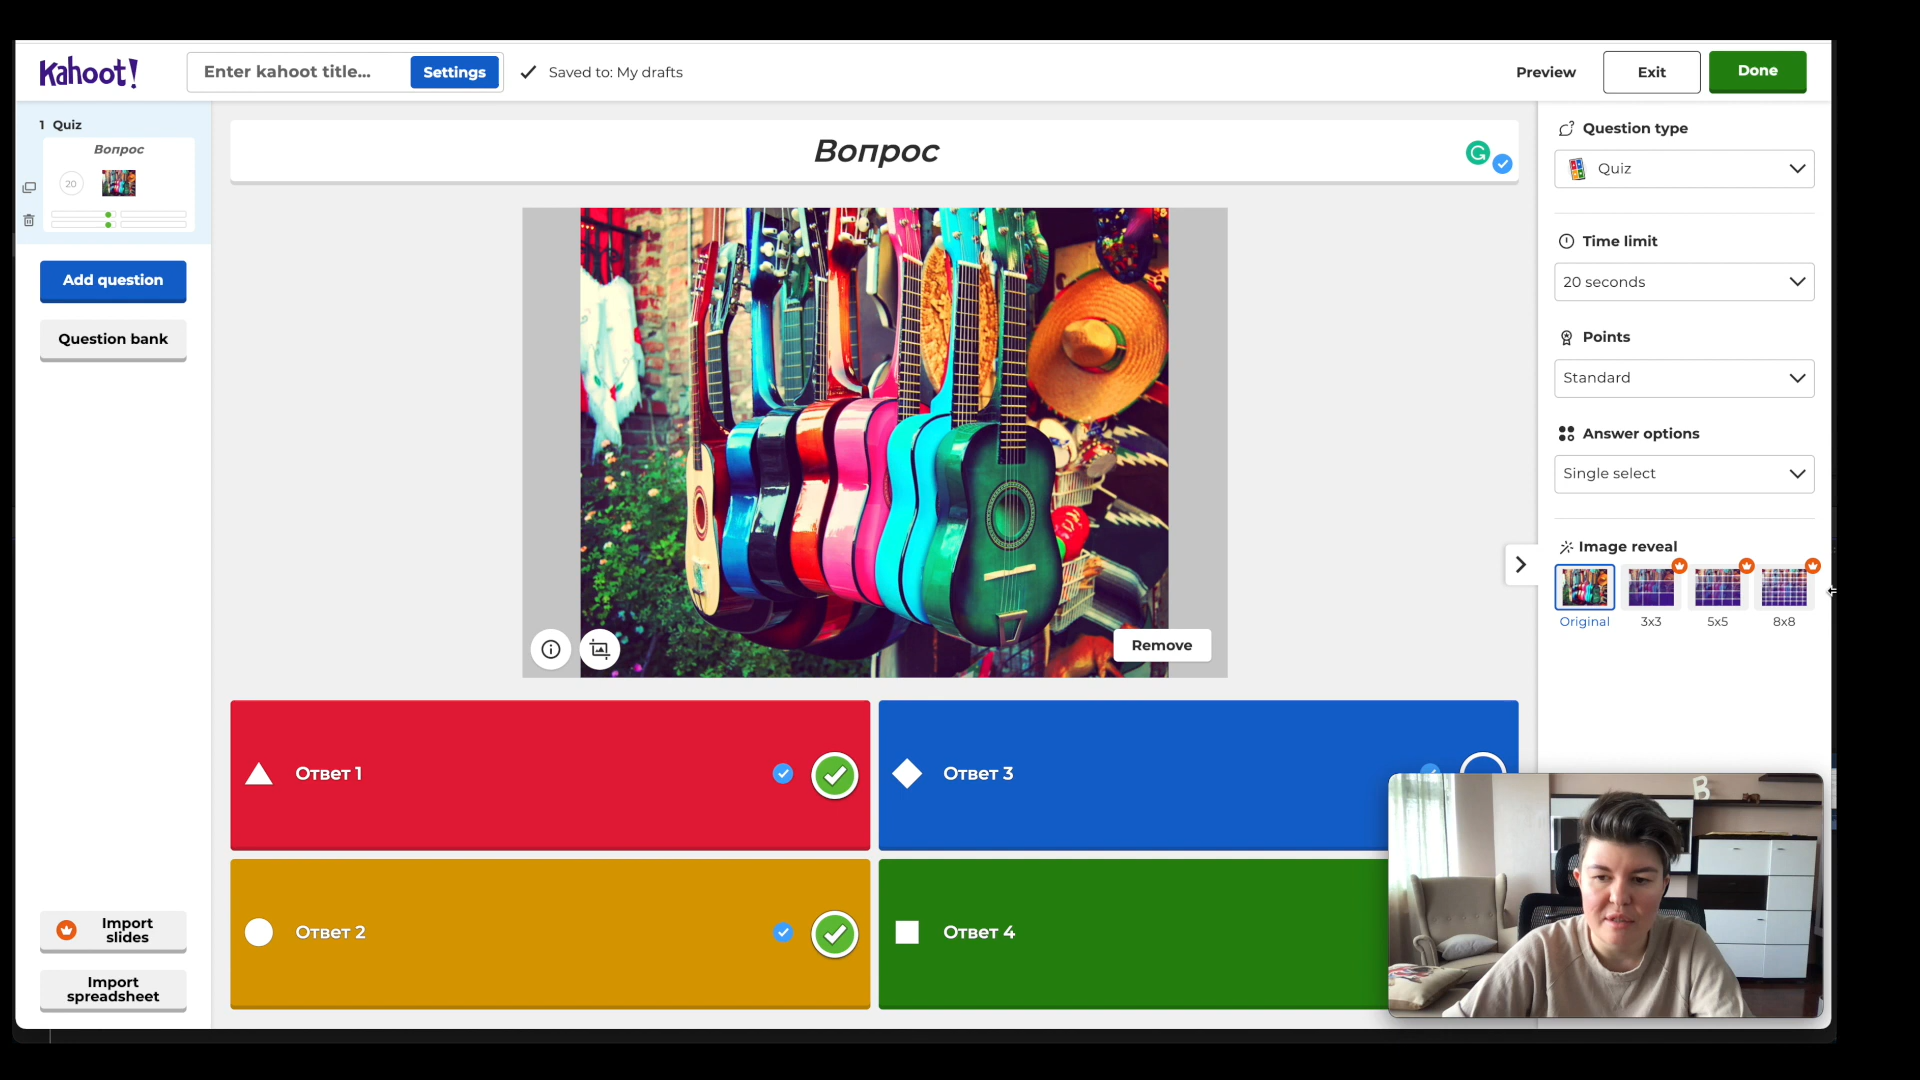 Kahoot!
Enter kahoot title...
Settings
Saved to: My drafts
Preview
Exit
Done
1 Quiz
Вопрос
20
Add question
Question bank
Import
slides
Import
spreadsheet
Вопрос
G
Remove
Ответ 1
Ответ 3
Ответ 2
Ответ 4
Question type
Quiz
Time limit
20 seconds
Points
Standard
Answer options
Single select
Image reveal
Original
3x3
5x5
8x8
B